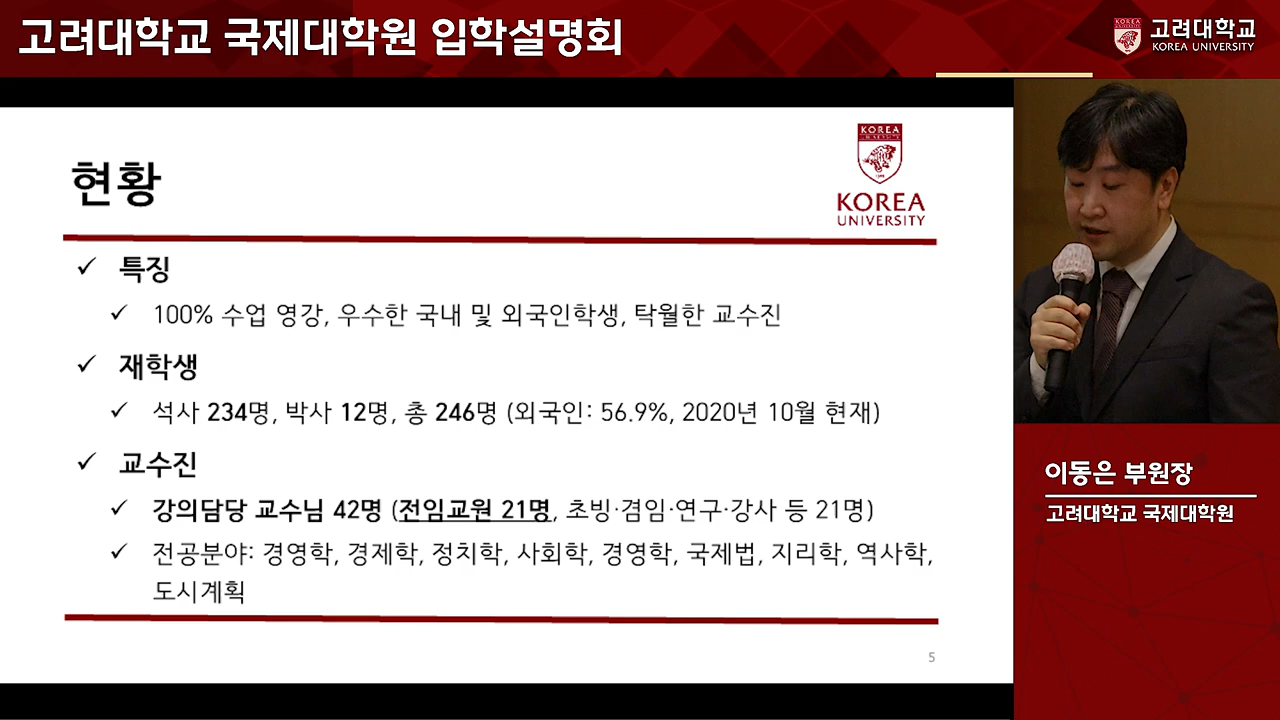 고려대학교 국제대학원 입학설명회
KOREA
고려대학교
KOREA UNIVERSITY
현황
KOREA
UNIVERSITY
KOREA
UNIVERSITY
특징
100% 수업 영강, 우수한 국내 및 외국인학생, 탁월한 교수진
재학생
석사 234명, 박사 12명, 총 246명 (외국인: 56.9%, 2020년 10월 현재)
교수진
강의담당 교수님 42명 (전임교원 21명, 초빙·겸임·연구·강사 등 21명)
전공분야: 경영학, 경제학, 정치학, 사회학, 경영학, 국제법, 지리학, 역사학,
도시계획
5
이동은 부원장
고려대학교 국제대학원